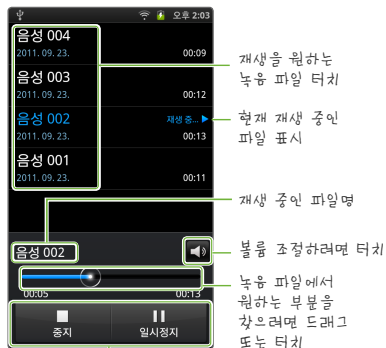 오후 2:03
음성 004
2011. 09. 23.
00:09
음성 003
2011. 09. 23.
00:12
음성 002
재생 중...
2011. 09. 23.
00:13
음성 001
2011. 09. 23.
00:11
음성 002
00:05
00:13
중지
일시정지
재생을 원하는
녹음 파일 터치
현재 재생 중인
파일 표시
재생 중인 파일명
볼륨 조절하려면 터치
녹음 파일에서
원하는 부분을
찾으려면 드래그
또는 터치